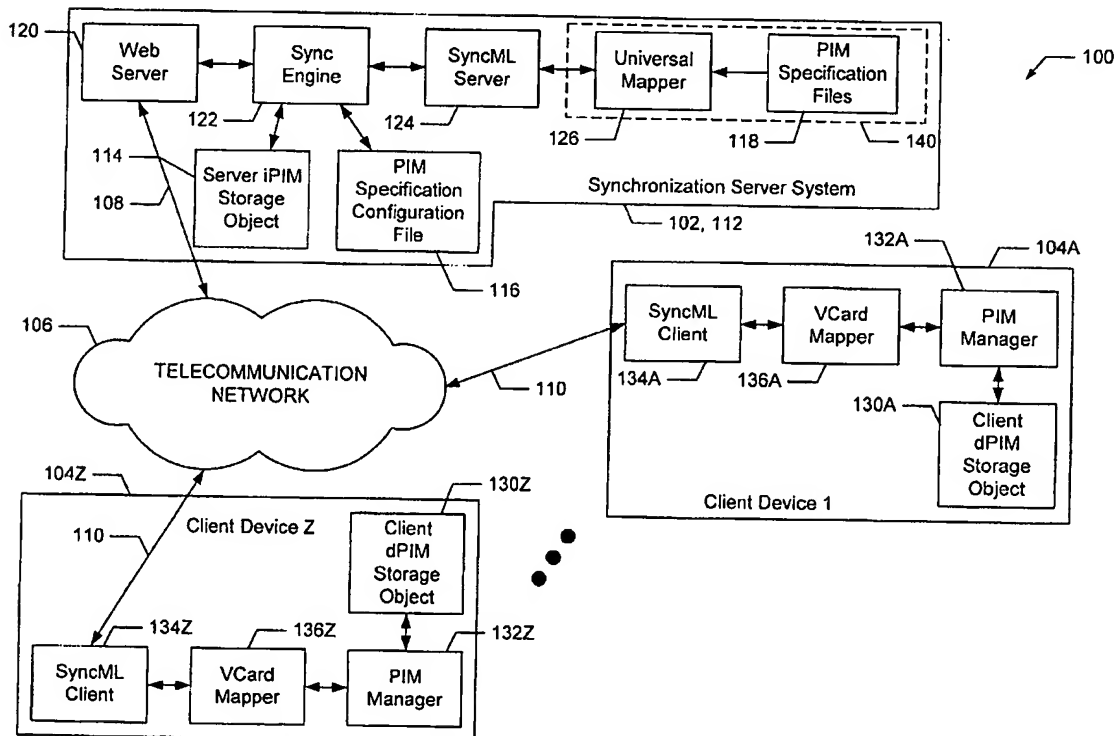 120
Web
Server
Sync
Engine
SyncML
Server
Universal
Mapper
PIM
Specification
Files
100
122
124
126
118
140
114
108
Server iPIM
Storage
Object
PIM
Specification
Configuration
File
Synchronization Server System
102, 112
116
132A
104A
106
TELECOMMUNICATION
NETWORK
110
SyncML
Client
VCard
Mapper
PIM
Manager
134A
136A
130A
Client
dPIM
Storage
Object
Client Device 1
104Z
130Z
110
Client Device Z
Client
dPIM
Storage
Object
134Z
136Z
132Z
SyncML
Client
VCard
Mapper
PIM
Manager